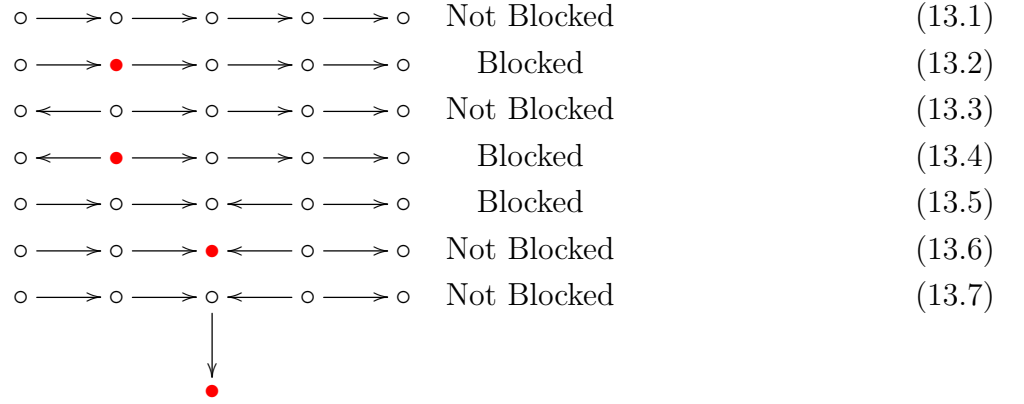 Not Blocked (13.1)
Blocked (13.2)
Not Blocked (13.3)
Blocked (13.4)
Blocked (13.5)
Not Blocked (13.6)
Not Blocked (13.7)